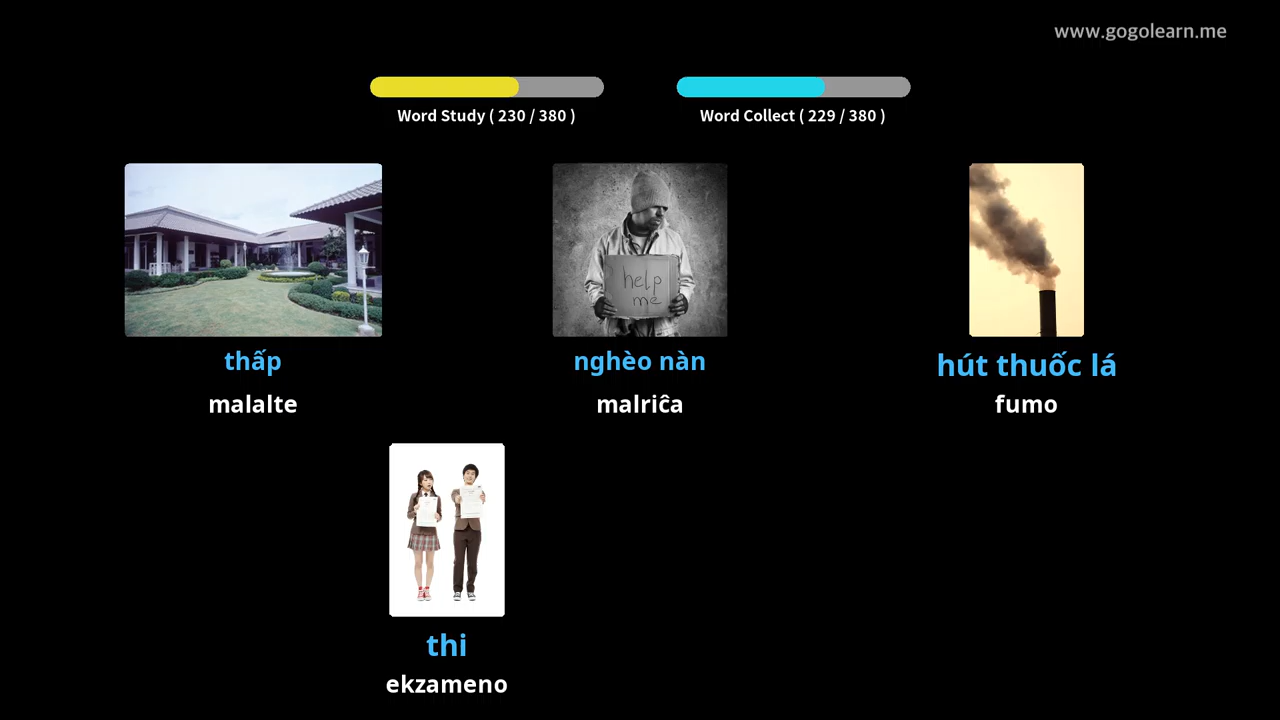 www.gogolearn.me
Word Study ( 230 / 380 )
Word Collect ( 229 / 380 )
help
me
thấp
nghèo nàn
hút thuốc lá
malalte
malriĉa
fumo
thi
ekzameno